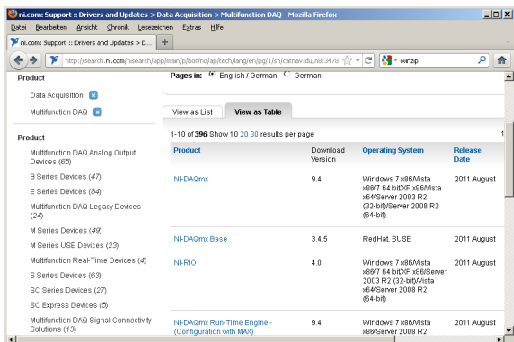 ni.com: Support :: Drivers and Updates > Data Acquisition > Multifunction DAQ - Mozilla Firefox
Datei Bearbeiten Ansicht Chronik Lesezeichen Extras Hilfe
ni.com: Support :: Drivers and Updates > D...
winzip
Product
Data Acquisition
Multifunction DAQ
Product
Multifunction DAQ Analog Output
Devices (65)
B Series Devices (47)
E Series Devices (84)
Multifunction DAQ Legacy Devices
(24)
M Series Devices (49)
M Series USB Devices (23)
Multifunction Real-Time Devices (4)
S Series Devices (63)
SC Series Devices (27)
SC Express Devices (5)
Multifunction DAQ Signal Connectivity
Solutions
Pages in: English / German German
View as List View as Table
1-10 of 396 Show 10 20 30 results per page 1
Product Download Version Operating System Release Date
NI-DAQmx 9.4 Windows 7 x86/Vista 2011 August
x86/7 64 bit/XP x86/Vista
x64/Server 2003 R2
(32-bit)/Server 2008 R2
(64-bit)
NI-DAQmx Base 3.4.5 RedHat, SUSE 2011 August
NI-RIO 4.0 Windows 7 x86/Vista 2011 August
x86/7 64 bit/XP x86/Server
2003 R2 (32-bit)/Vista
x64/Server 2008 R2
(64-bit)
NI-DAQmx Run-Time Engine - 9.4 Windows 7 x86/Vista 2011 August
(Configuration with MAX) x86/7 64 bit/XP x86/Vista